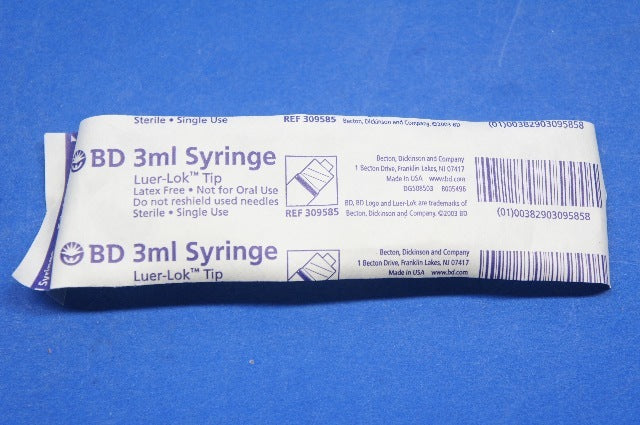 Sterile • Single Use
REF 309585
Becton, Dickinson and Company. ©2003 BD
(01)00382903095858
BD 3ml Syringe
Luer-Lok™ Tip
Latex Free • Not for Oral Use
Do not reshield used needles
Sterile • Single Use
REF 309585
Becton, Dickinson and Company
1 Becton Drive, Franklin Lakes, NJ 07417
Made in USA www.bd.com
DG508503 8005496
BD, BD Logo and Luer-Lok are trademarks of
Becton, Dickinson and Company. ©2003 BD
(01)00382903095858
BD 3ml Syringe
Luer-Lok™ Tip
Becton, Dickinson and Company
1 Becton Drive, Franklin Lakes, NJ 07417
Made in USA www.bd.com